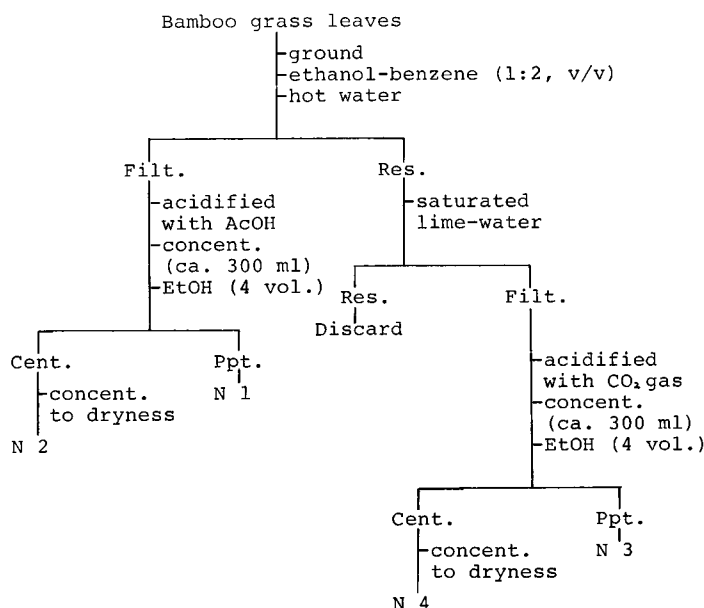 Bamboo grass leaves
ground
ethanol-benzene (1:2, v/v)
hot water
Filt.
Res.
acidified
with AcOH
concent.
(ca. 300 ml)
EtOH (4 vol.)
saturated
lime-water
Res.
Filt.
Discard
Cent.
Ppt.
concent.
to dryness
N 1
N 2
acidified
with CO₂ gas
concent.
(ca. 300 ml)
EtOH (4 vol.)
Cent.
Ppt.
concent.
to dryness
N 3
N 4